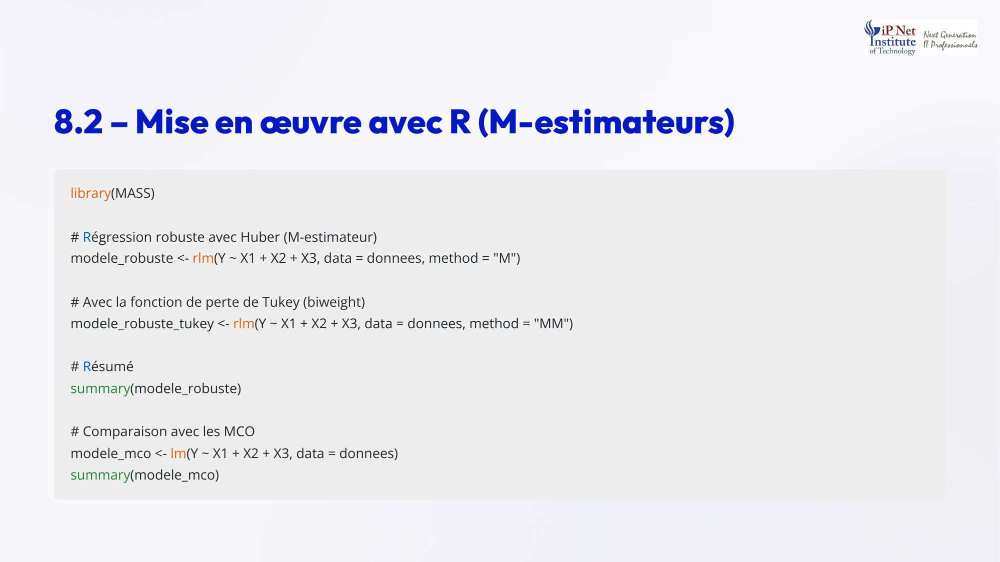 iP Net
Institute
of Technology
Next Generation
IT Professionnels
8.2 – Mise en œuvre avec R (M-estimateurs)
library(MASS)
# Régression robuste avec Huber (M-estimateur)
modele_robuste <- rlm(Y ~ X1 + X2 + X3, data = donnees, method = "M")
# Avec la fonction de perte de Tukey (biweight)
modele_robuste_tukey <- rlm(Y ~ X1 + X2 + X3, data = donnees, method = "MM")
# Résumé
summary(modele_robuste)
# Comparaison avec les MCO
modele_mco <- lm(Y ~ X1 + X2 + X3, data = donnees)
summary(modele_mco)